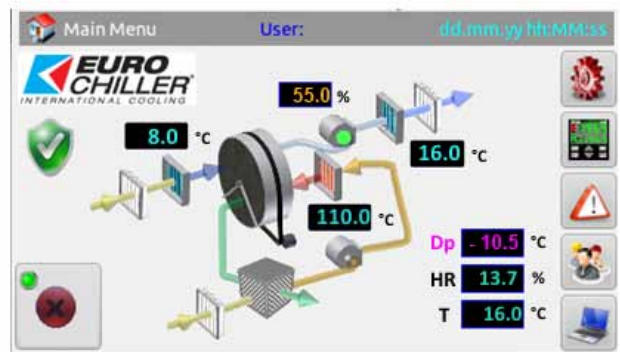 Main Menu User: dd.mm.yy hh:MM:ss
EURO
CHILLER
INTERNATIONAL COOLING
55.0 %
8.0 °C
16.0 °C
110.0 °C
Dp - 10.5 °C
HR 13.7 %
T 16.0 °C